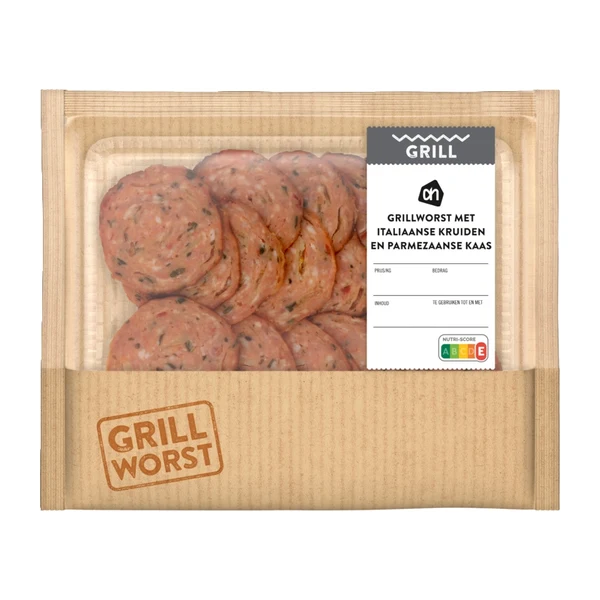 GRILL
GRILLWORST MET
ITALIAANSE KRUIDEN
EN PARMEZAANSE KAAS
PRIJS/KG
BEDRAG
INHOUD
TE GEBRUIKEN TOT EN MET
NUTRI-SCORE
A B C D E
GRILL
WORST